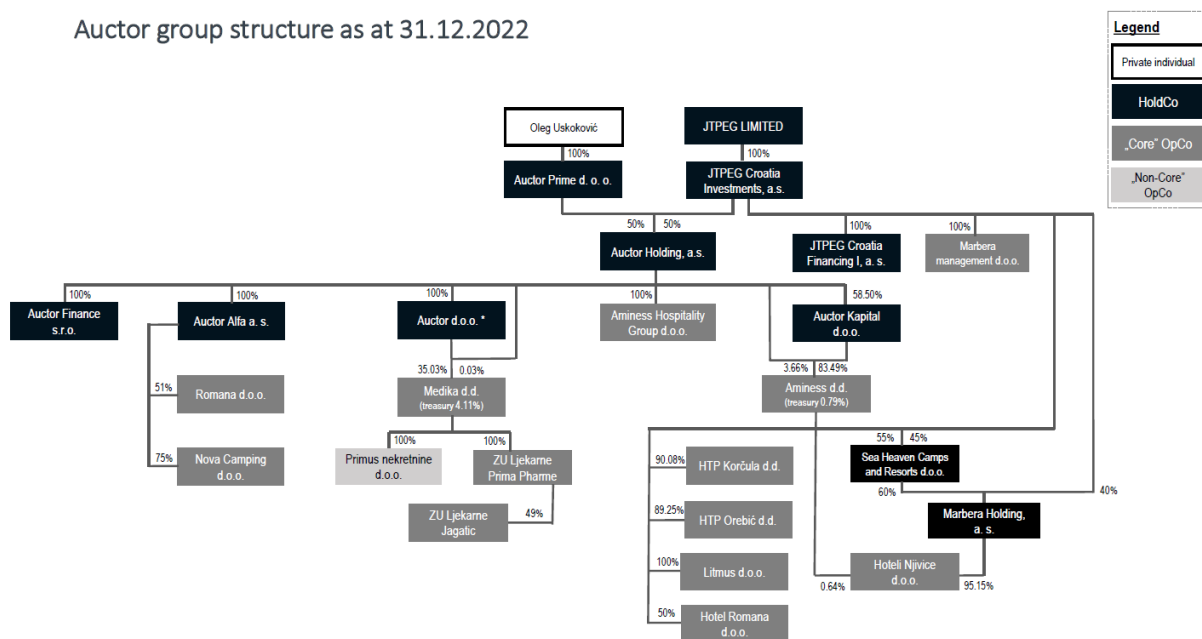 Auctor group structure as at 31.12.2022
Legend
Private individual
HoldCo
„Core” OpCo
„Non-Core”
OpCo
Oleg Uskoković
JTPEG LIMITED
100%
100%
Auctor Prime d. o. o.
JTPEG Croatia
Investments, a.s.
50%
50%
100%
100%
Auctor Holding, a.s.
JTPEG Croatia
Financing I, a. s.
Marbera
management d.o.o.
100%
100%
100%
100%
58.50%
Auctor Finance
s.r.o.
Auctor Alfa a. s.
Auctor d.o.o. *
Aminess Hospitality
Group d.o.o.
Auctor Kapital
d.o.o.
35.03%
0.03%
3.66%
83.49%
51%
Romana d.o.o.
Medika d.d.
(treasury 4.11%)
Aminess d.d.
(treasury 0.79%)
100%
100%
55%
45%
75%
Nova Camping
d.o.o.
Primus nekretnine
d.o.o.
ZU Ljekarne
Prima Pharme
90.08%
HTP Korčula d.d.
Sea Heaven Camps
and Resorts d.o.o.
60%
40%
49%
ZU Ljekarne
Jagatic
89.25%
HTP Orebić d.d.
Marbera Holding,
a. s.
100%
Litmus d.o.o.
Hoteli Njivice
d.o.o.
0.64%
95.15%
50%
Hotel Romana
d.o.o.